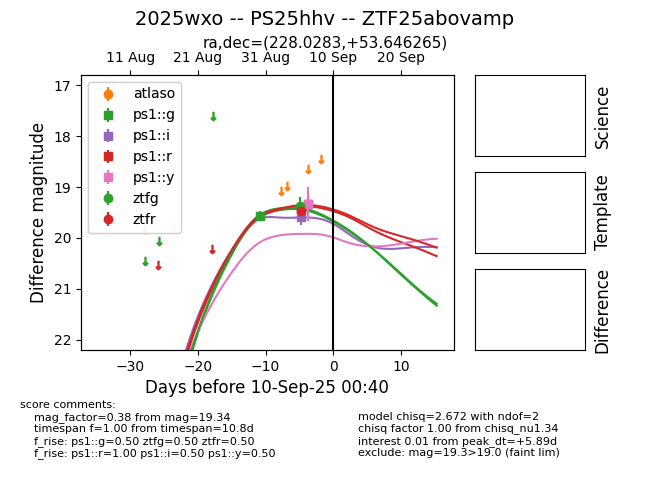 2025wxo -- PS25hhv -- ZTF25abovamp
ra,dec=(228.0283,+53.646265)
11 Aug 21 Aug 31 Aug 10 Sep 20 Sep
17
18
19
20
21
22
Difference magnitude
atlaso
ps1::g
ps1::i
ps1::r
ps1::y
ztfg
ztfr
−30 −20 −10 0 10
Days before 10-Sep-25 00:40
Science
Template
Difference
score comments:
mag_factor=0.38 from mag=19.34
timespan f=1.00 from timespan=10.8d
f_rise: ps1::g=0.50 ztfg=0.50 ztfr=0.50
f_rise: ps1::r=1.00 ps1::i=0.50 ps1::y=0.50
model chisq=2.672 with ndof=2
chisq factor 1.00 from chisq_nu1.34
interest 0.01 from peak_dt=+5.89d
exclude: mag=19.3>19.0 (faint lim)